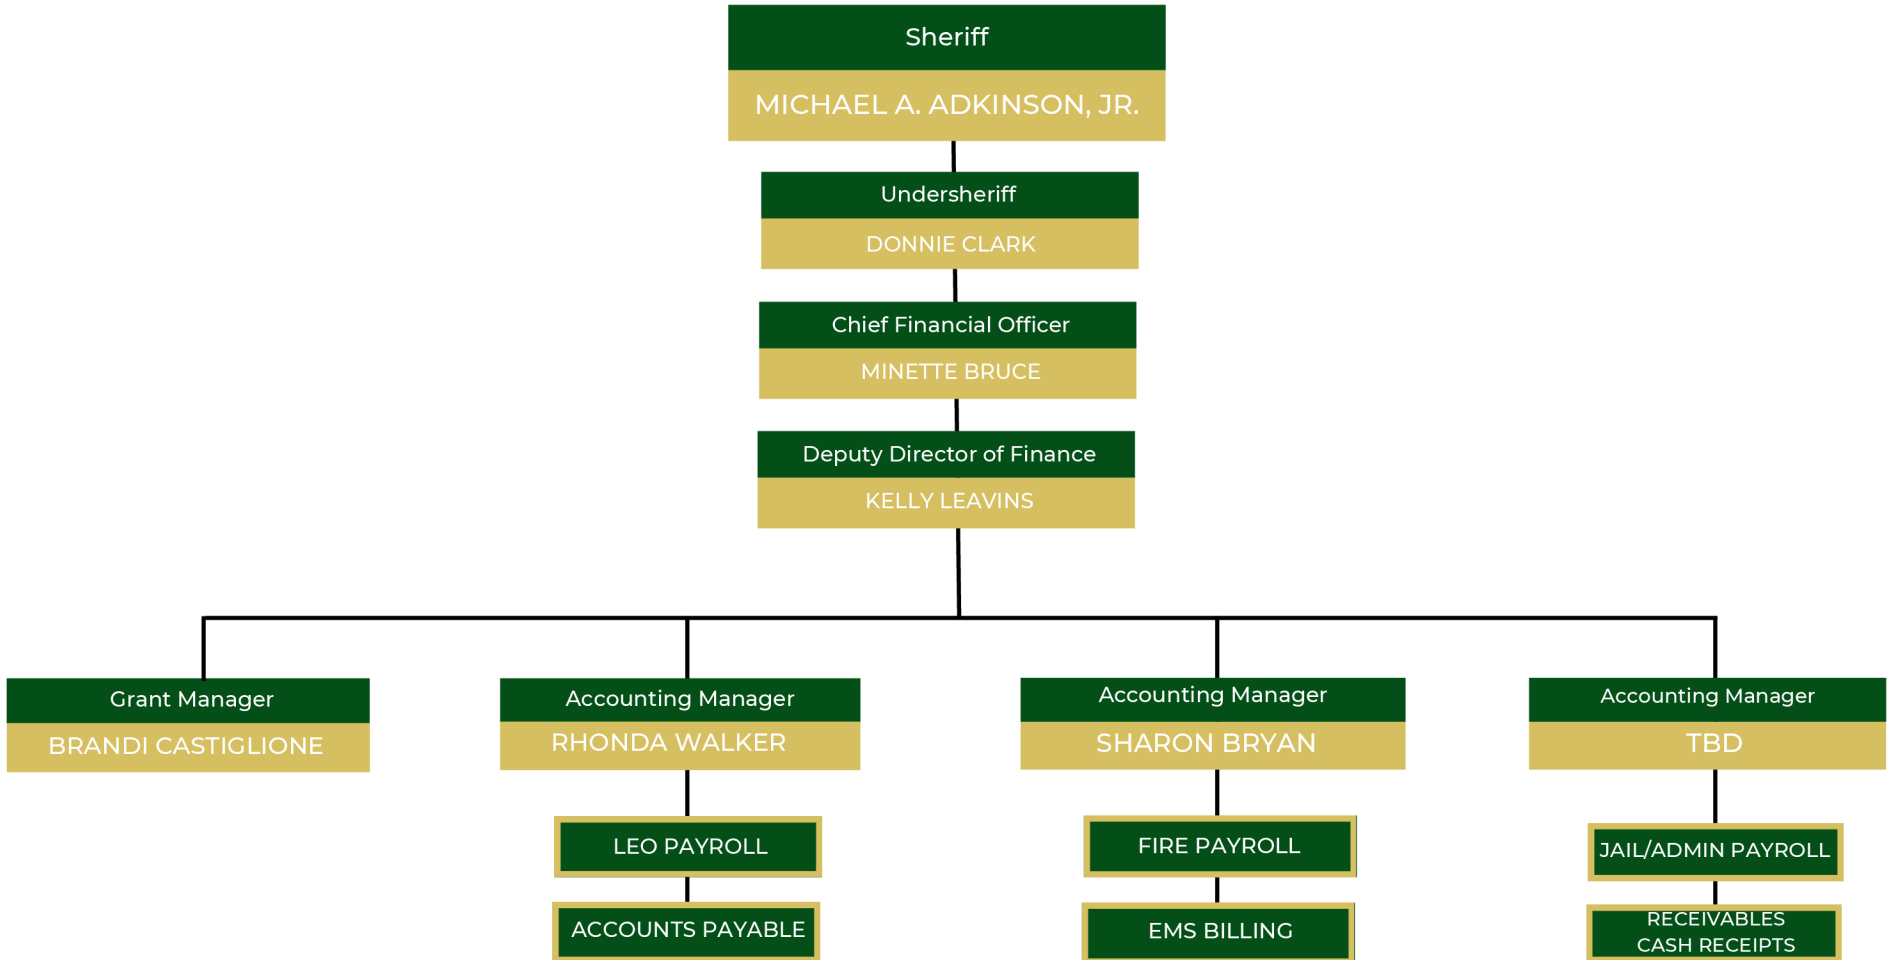 Sheriff
MICHAEL A. ADKINSON, JR.
Undersheriff
DONNIE CLARK
Chief Financial Officer
MINETTE BRUCE
Deputy Director of Finance
KELLY LEAVINS
Grant Manager
BRANDI CASTIGLIONE
Accounting Manager
RHONDA WALKER
LEO PAYROLL
ACCOUNTS PAYABLE
Accounting Manager
SHARON BRYAN
FIRE PAYROLL
EMS BILLING
Accounting Manager
TBD
JAIL/ADMIN PAYROLL
RECEIVABLES
CASH RECEIPTS